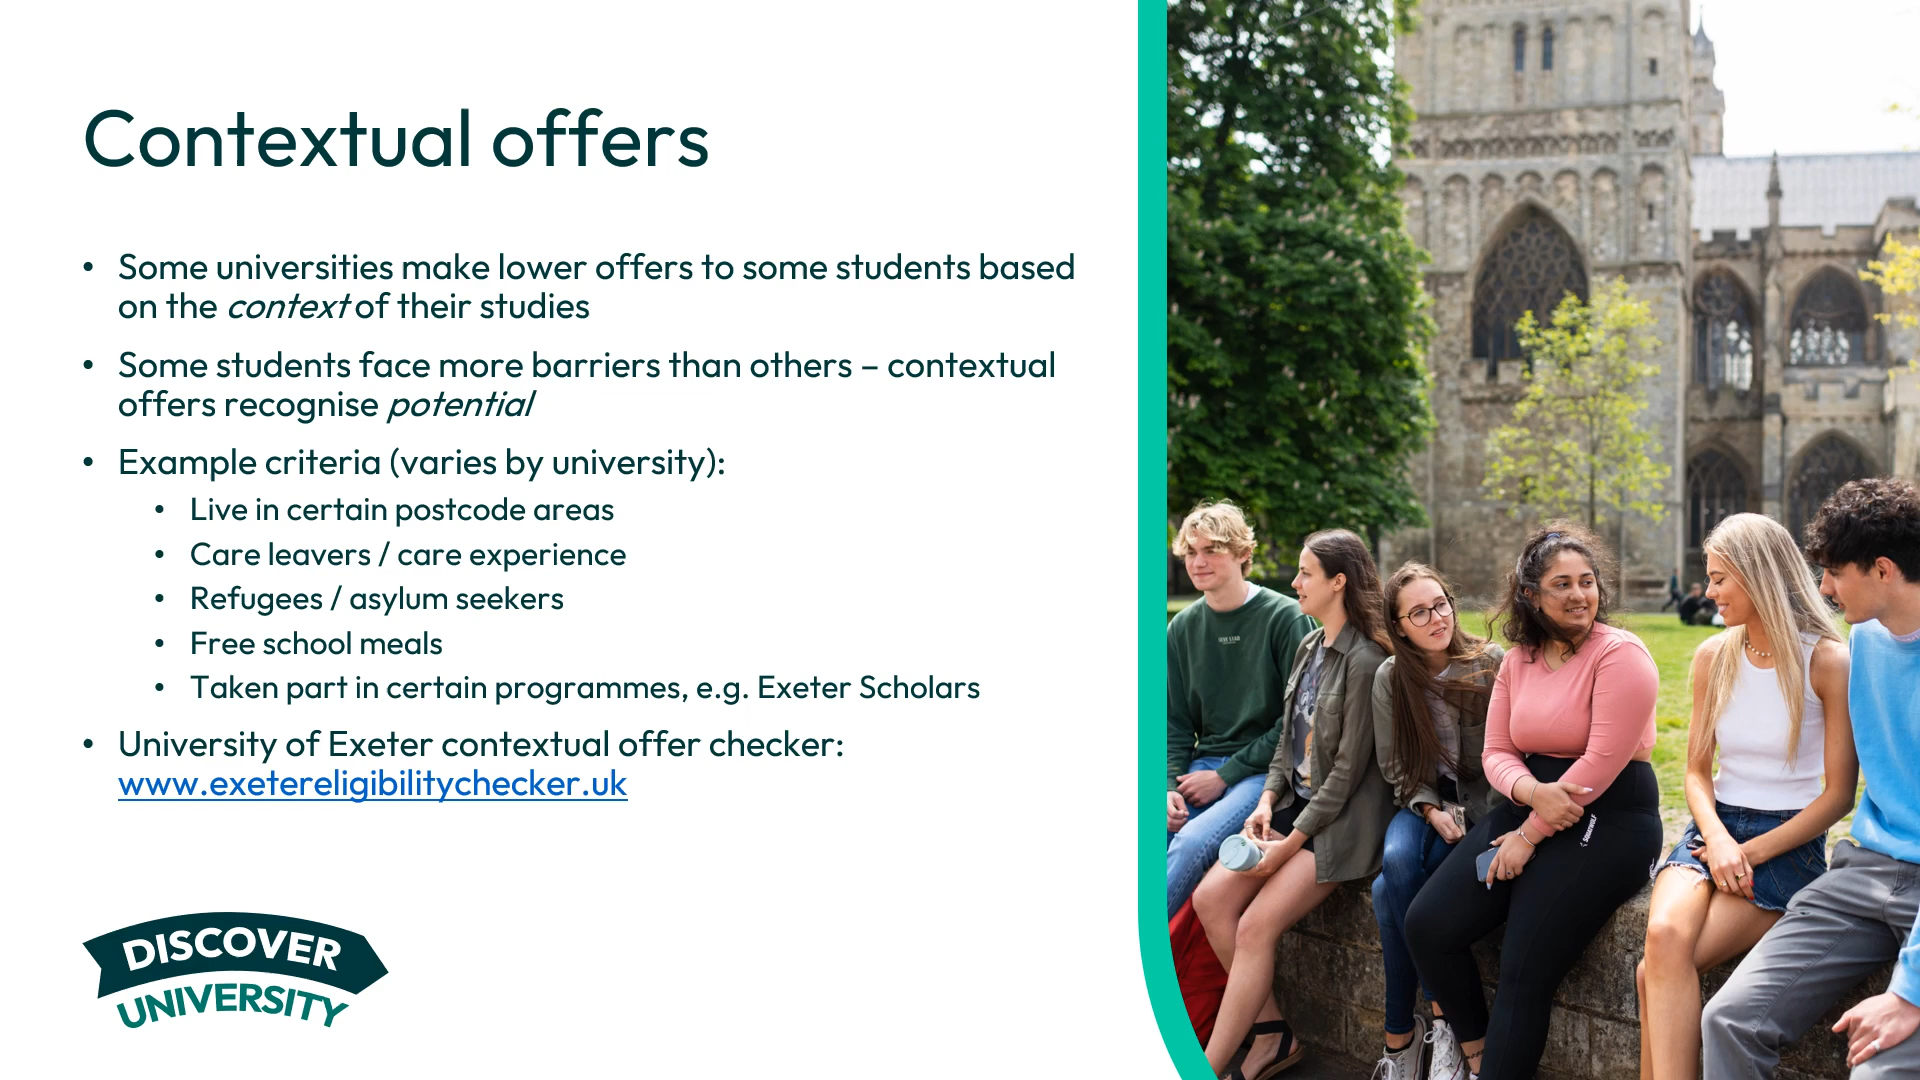 Contextual offers
• Some universities make lower offers to some students based
on the context of their studies
• Some students face more barriers than others – contextual
offers recognise potential
• Example criteria (varies by university):
• Live in certain postcode areas
• Care leavers / care experience
• Refugees / asylum seekers
• Free school meals
• Taken part in certain programmes, e.g. Exeter Scholars
• University of Exeter contextual offer checker:
www.exetereligibilitychecker.uk
DISCOVER
UNIVERSITY